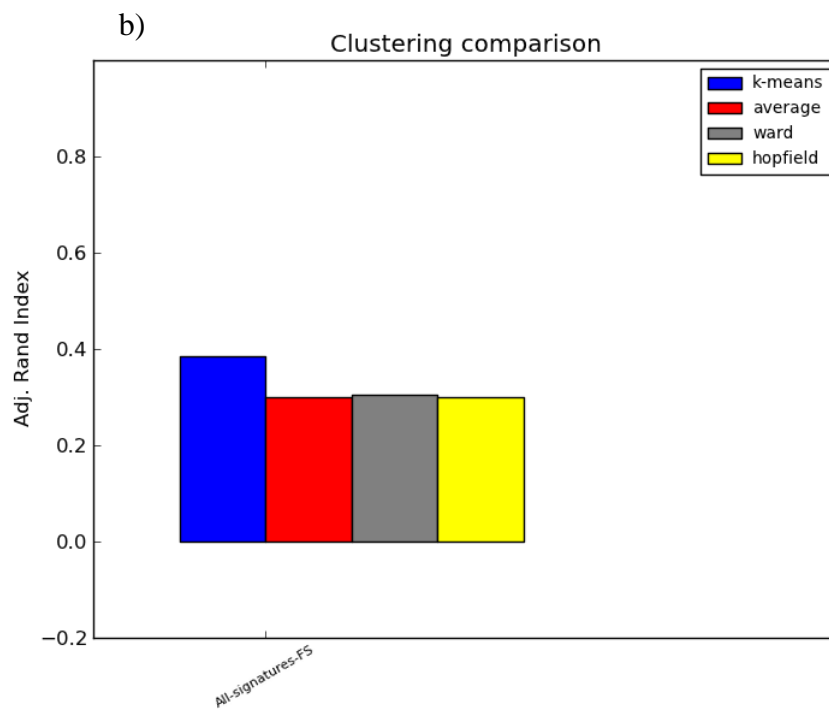 b)
Clustering comparison
k-means
average
ward
hopfield
0.8
0.6
0.4
0.2
0.0
−0.2
Adj. Rand Index
All-signatures-FS